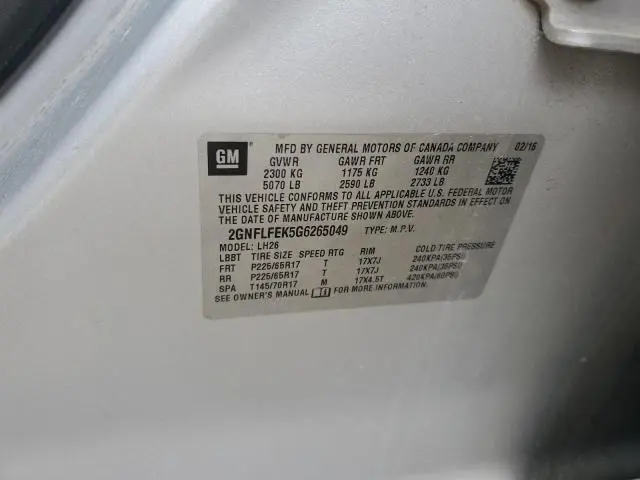 GM
MFD BY GENERAL MOTORS OF CANADA COMPANY 02/16
GVWR GAWR FRT GAWR RR
2300 KG 1175 KG 1240 KG
5070 LB 2590 LB 2733 LB
THIS VEHICLE CONFORMS TO ALL APPLICABLE U.S. FEDERAL MOTOR
VEHICLE SAFETY AND THEFT PREVENTION STANDARDS IN EFFECT ON
THE DATE OF MANUFACTURE SHOWN ABOVE.
2GNFLFEK5G6265049 TYPE: M.P.V.
MODEL: LH26
LBBT TIRE SIZE SPEED RTG RIM COLD TIRE PRESSURE
FRT P225/65R17 T 17X7J 240KPA/35PSI
RR P225/65R17 T 17X7J 240KPA/35PSI
SPA T145/70R17 M 17X4.5T 420KPA/60PSI
SEE OWNER'S MANUAL FOR MORE INFORMATION.